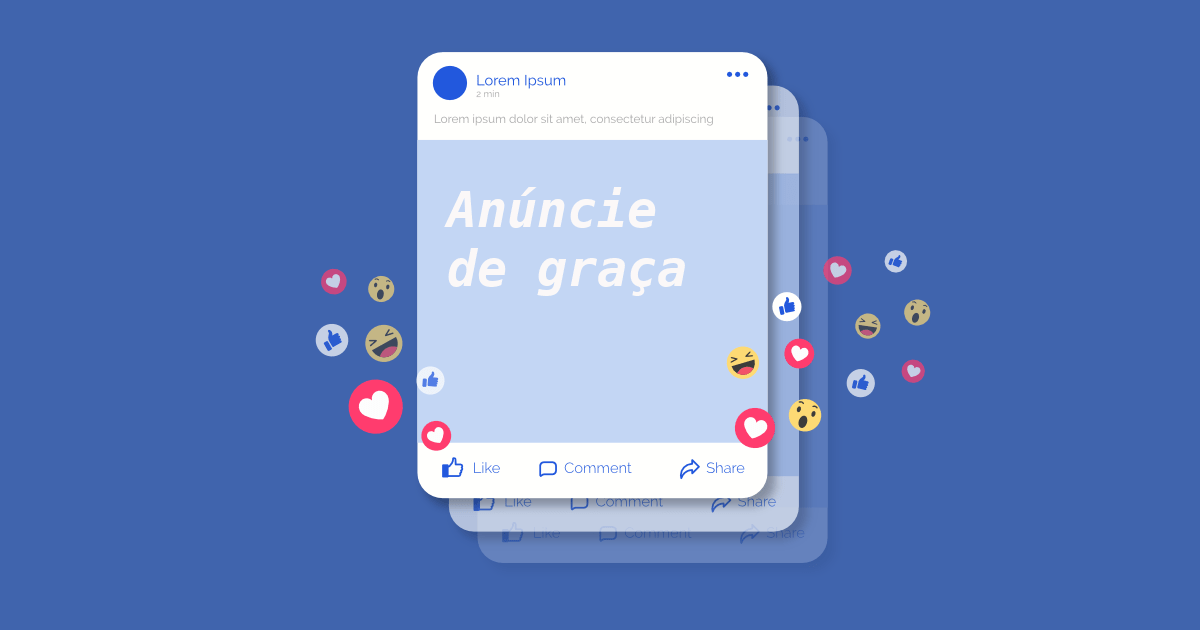 Lorem Ipsum
2 min
Lorem ipsum dolor sit amet, consectetur adipiscing
Anúncie
de graça
Like Comment Share
Like Comment Share
Like Comment Share